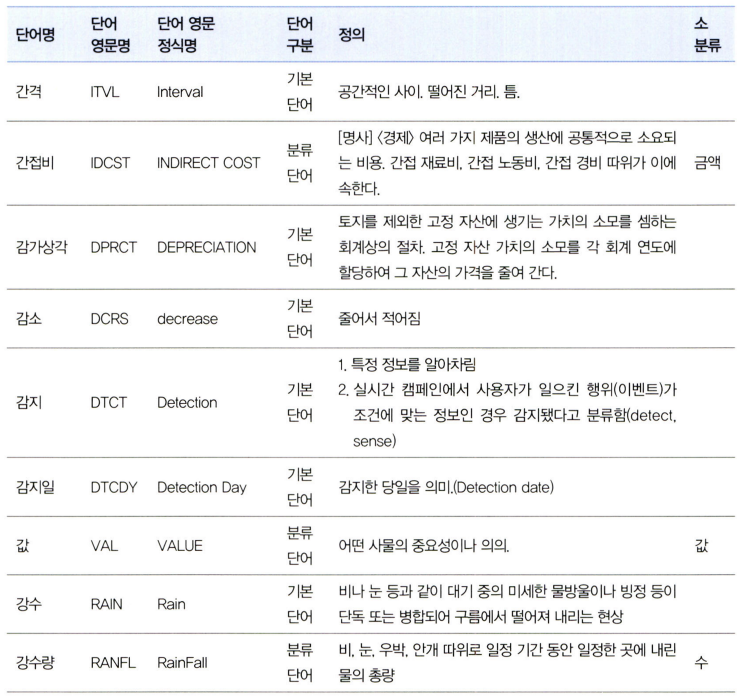 단어명 단어 영문명 단어 영문 정식명 단어 구분 정의 소 분류
간격 ITVL Interval 기본 단어 공간적인 사이. 떨어진 거리. 틈.
간접비 IDCST INDIRECT COST 분류 단어 [명사] 〈경제〉 여러 가지 제품의 생산에 공통적으로 소요되
는 비용. 간접 재료비, 간접 노동비, 간접 경비 따위가 이에
속한다. 금액
감가상각 DPRCT DEPRECIATION 기본 단어 토지를 제외한 고정 자산에 생기는 가치의 소모를 셈하는
회계상의 절차. 고정 자산 가치의 소모를 각 회계 연도에
할당하여 그 자산의 가격을 줄여 간다.
감소 DCRS decrease 기본 단어 줄어서 적어짐
감지 DTCT Detection 기본 단어 1. 특정 정보를 알아차림
2. 실시간 캠페인에서 사용자가 일으킨 행위(이벤트)가
조건에 맞는 정보인 경우 감지됐다고 분류함(detect,
sense)
감지일 DTCDY Detection Day 기본 단어 감지한 당일을 의미.(Detection date)
값 VAL VALUE 분류 단어 어떤 사물의 중요성이나 의의. 값
강수 RAIN Rain 기본 단어 비나 눈 등과 같이 대기 중의 미세한 물방울이나 빙정 등이
단독 또는 병합되어 구름에서 떨어져 내리는 현상
강수량 RANFL RainFall 분류 단어 비, 눈, 우박, 안개 따위로 일정 기간 동안 일정한 곳에 내린
물의 총량 수